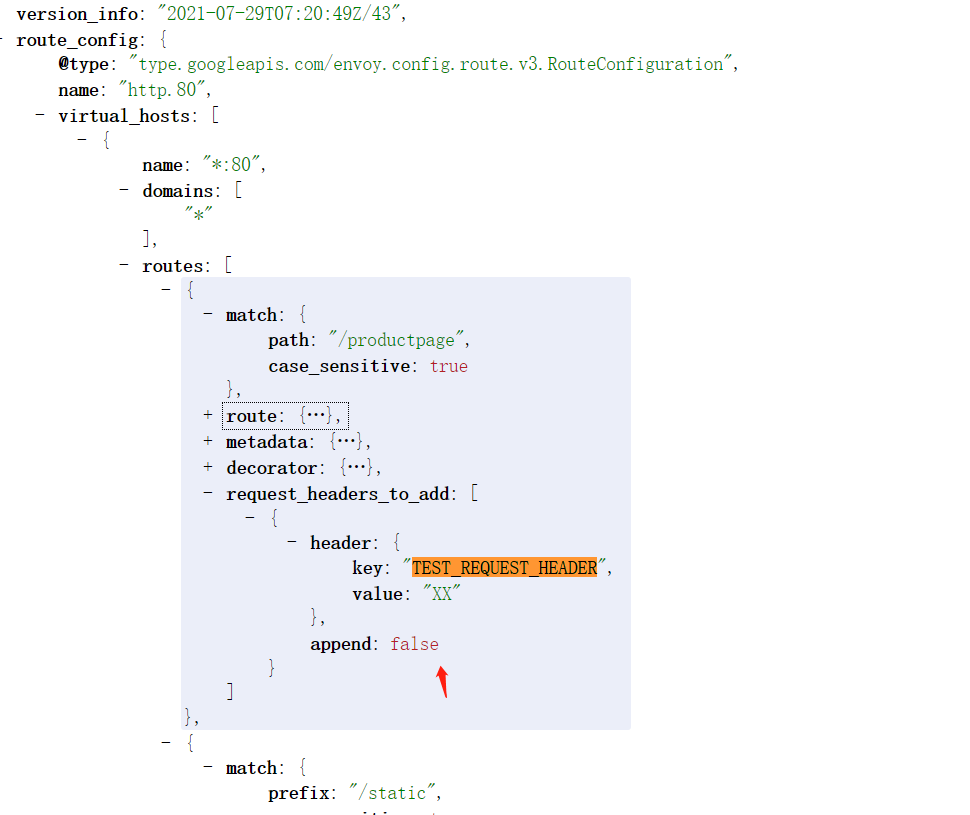 version_info: "2021-07-29T07:20:49Z/43",
- route_config: {
@type: "type.googleapis.com/envoy.config.route.v3.RouteConfiguration",
name: "http.80",
- virtual_hosts: [
- {
name: "*:80",
- domains: [
"*"
],
- routes: [
- {
- match: {
path: "/productpage",
case_sensitive: true
},
+ route: {…},
+ metadata: {…},
+ decorator: {…},
- request_headers_to_add: [
- {
- header: {
key: "TEST_REQUEST_HEADER",
value: "XX"
},
append: false
}
]
},
- {
- match: {
prefix: "/static",